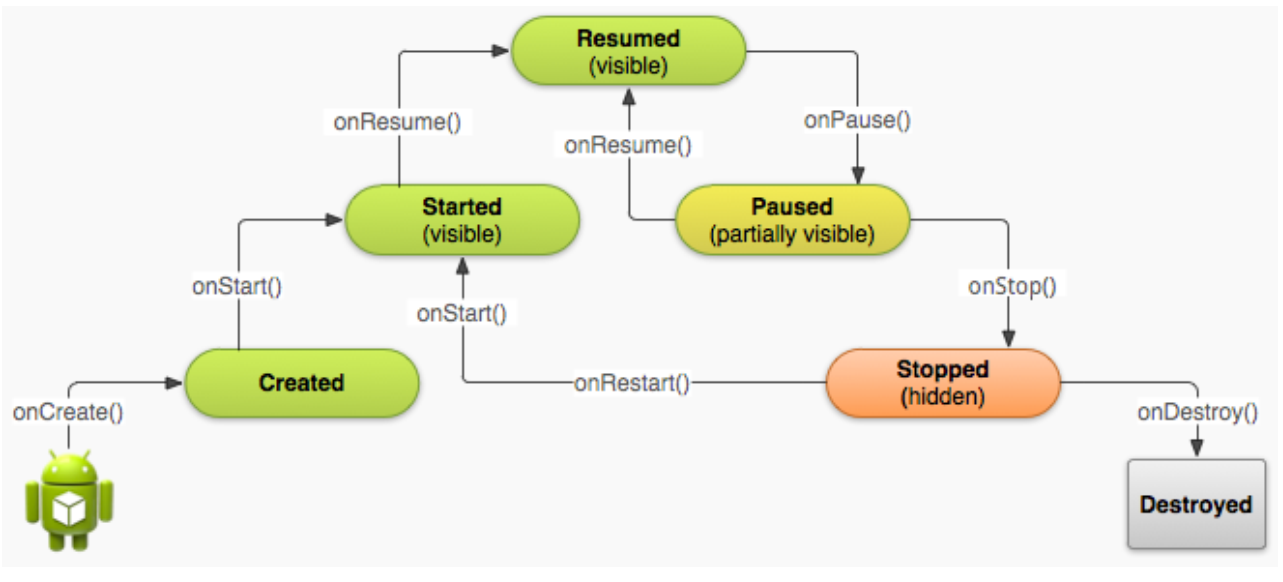 Resumed
(visible)
onResume()
onPause()
onResume()
Started
(visible)
Paused
(partially visible)
onStart()
onStart()
onStop()
Created
onRestart()
Stopped
(hidden)
onCreate()
onDestroy()
Destroyed